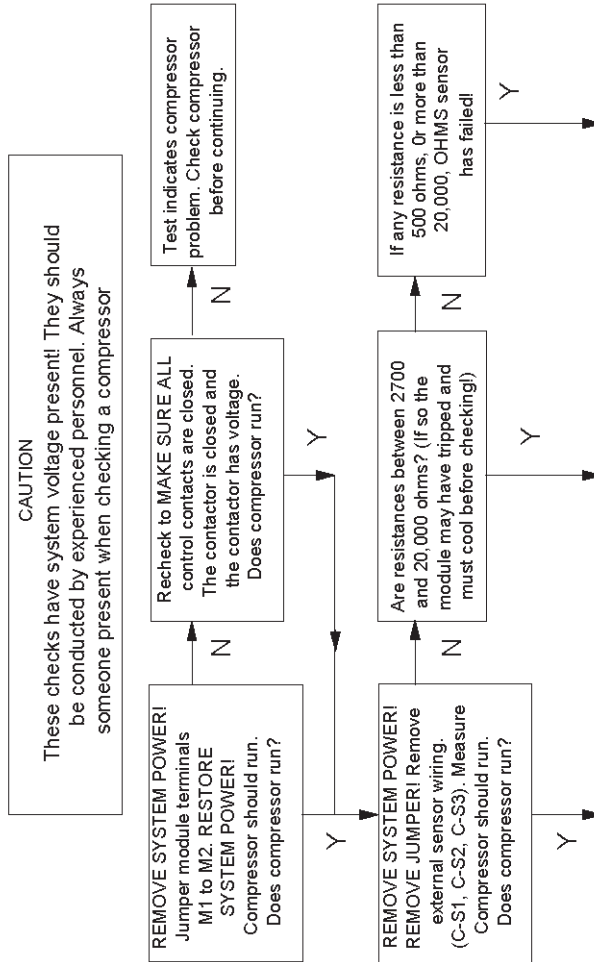 CAUTION
These checks have system voltage present! They should
be conducted by experienced personnel. Always
someone present when checking a compressor
REMOVE SYSTEM POWER!
Jumper module terminals
M1 to M2. RESTORE
SYSTEM POWER!
Compressor should run.
Does compressor run?
N
Y
Recheck to MAKE SURE ALL
control contacts are closed.
The contactor is closed and
the contactor has voltage.
Does compressor run?
N
Y
Test indicates compressor
problem. Check compressor
before continuing.
REMOVE SYSTEM POWER!
REMOVE JUMPER! Remove
external sensor wiring.
(C-S1, C-S2, C-S3). Measure
Compressor should run.
Does compressor run?
N
Y
Are resistances between 2700
and 20,000 ohms? (If so the
module may have tripped and
must cool before checking!)
N
Y
If any resistance is less than
500 ohms, 0r more than
20,000, OHMS sensor
has failed!
Y